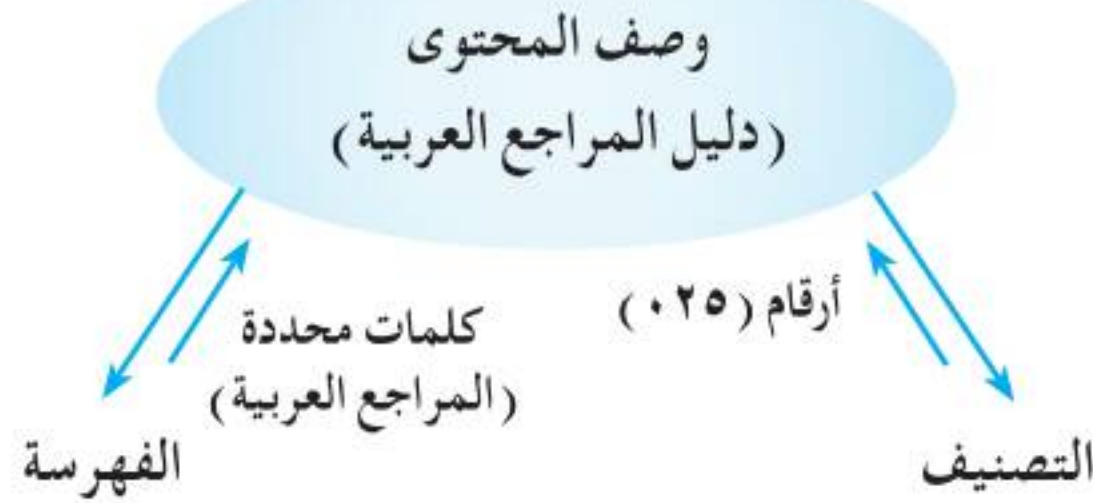 وصف المحتوى
(دليل المراجع العربية)
أرقام (٠٢٥)
كلمات محددة
(المراجع العربية)
التصنيف
الفهرسة